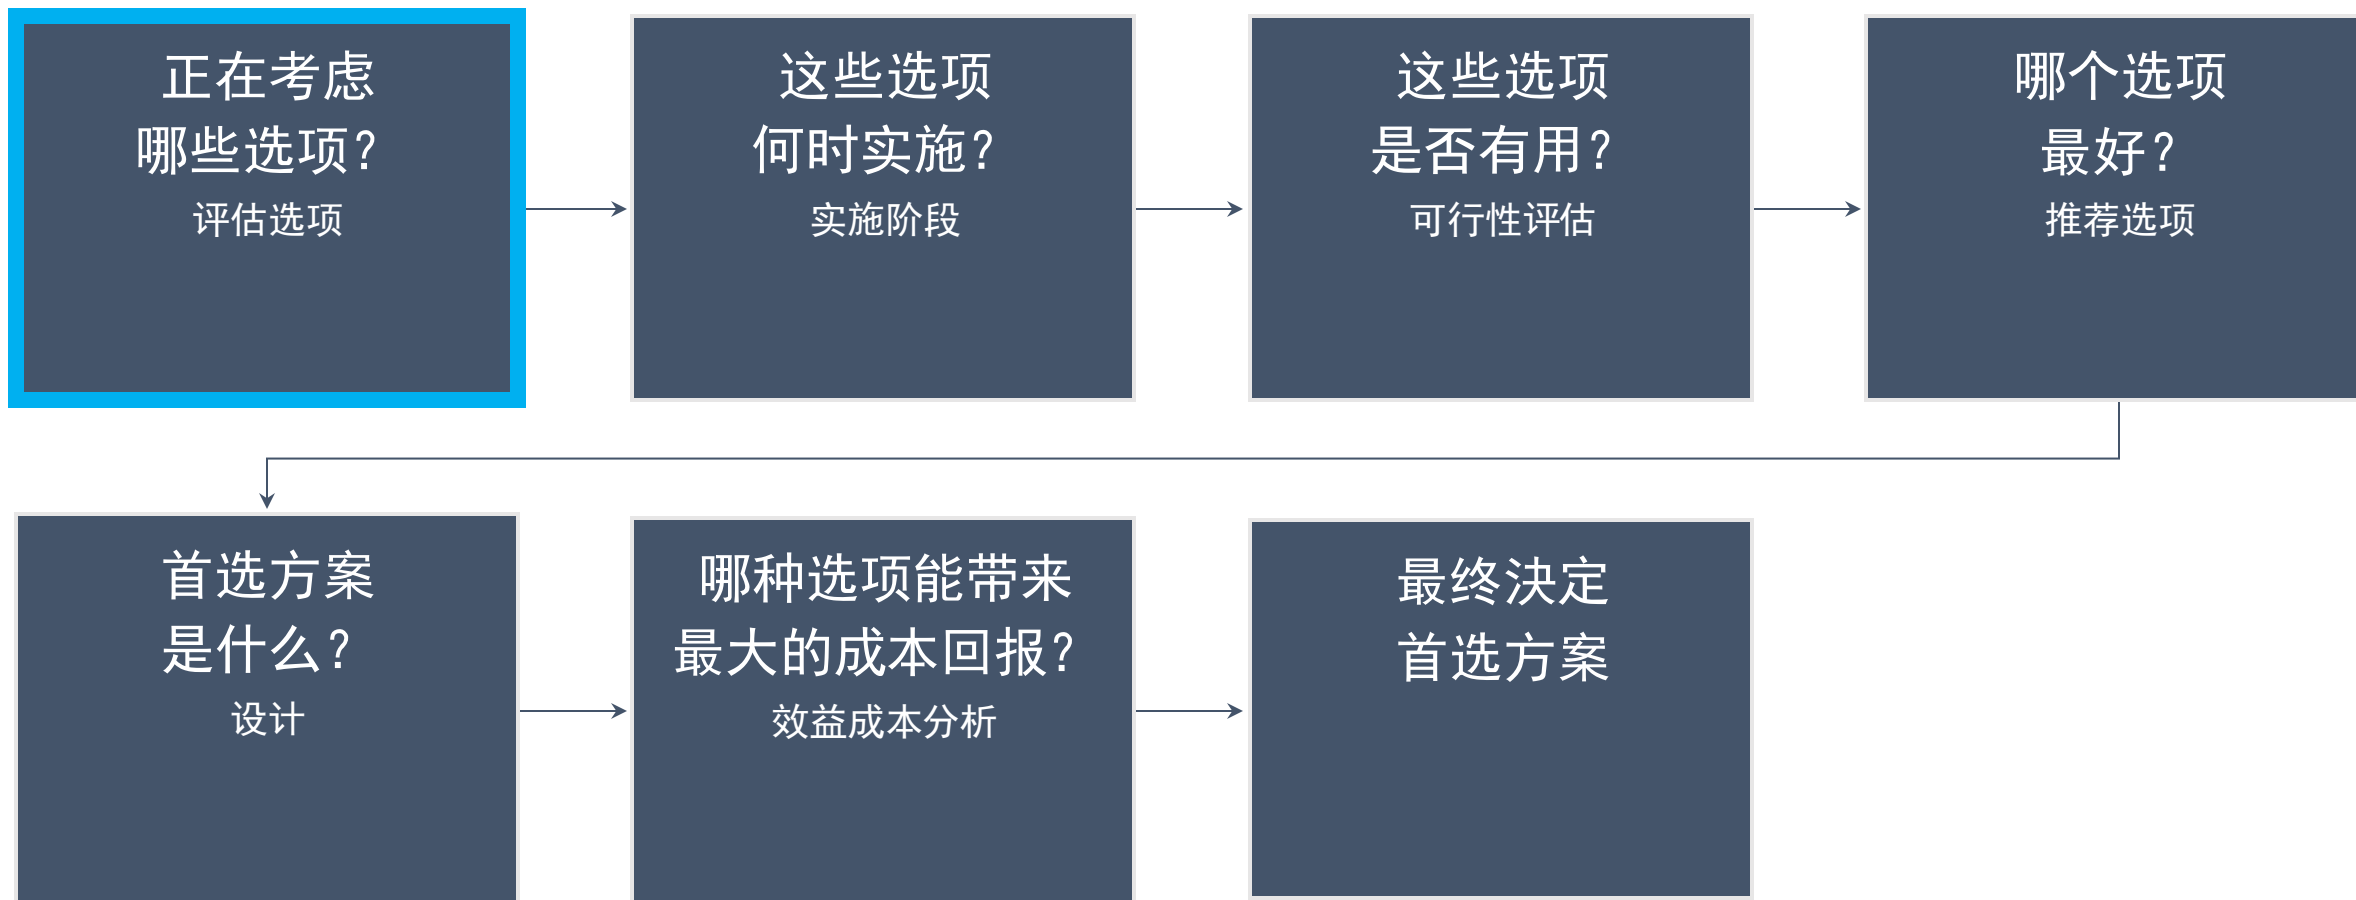 正在考虑
哪些选项?
评估选项
这些选项
何时实施?
实施阶段
这些选项
是否有用?
可行性评估
哪个选项
最好?
推荐选项
首选方案
是什么?
设计
哪种选项能带来
最大的成本回报?
效益成本分析
最终決定
首选方案